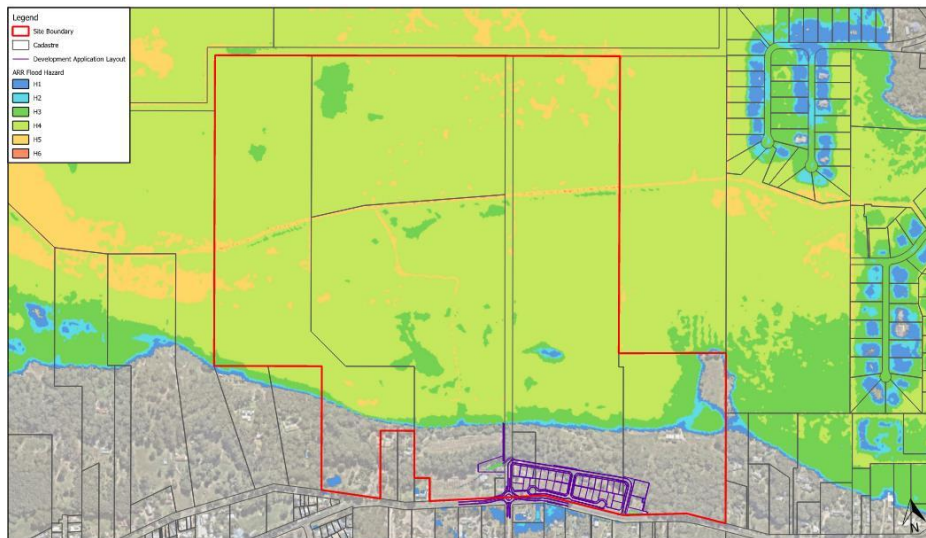 Legend
Site Boundary
Cadastre
Development Application Layout
ARR Flood Hazard
H1
H2
H3
H4
H5
H6
N